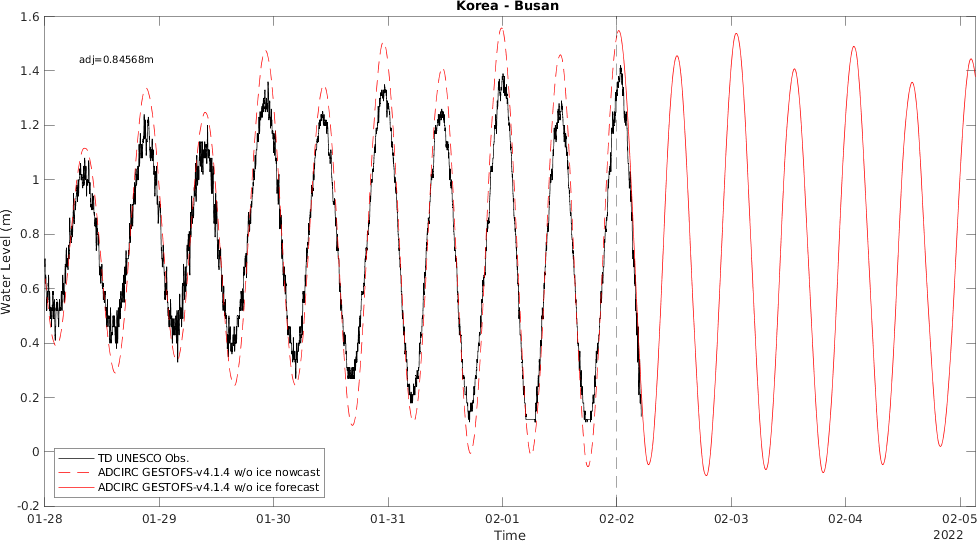 Korea - Busan
adj=0.84568m
Water Level (m)
1.6
1.4
1.2
1
0.8
0.6
0.4
0.2
0
-0.2
TD UNESCO Obs.
ADCIRC GESTOFS-v4.1.4 w/o ice nowcast
ADCIRC GESTOFS-v4.1.4 w/o ice forecast
01-28 01-29 01-30 01-31 02-01 02-02 02-03 02-04 02-05
Time
2022